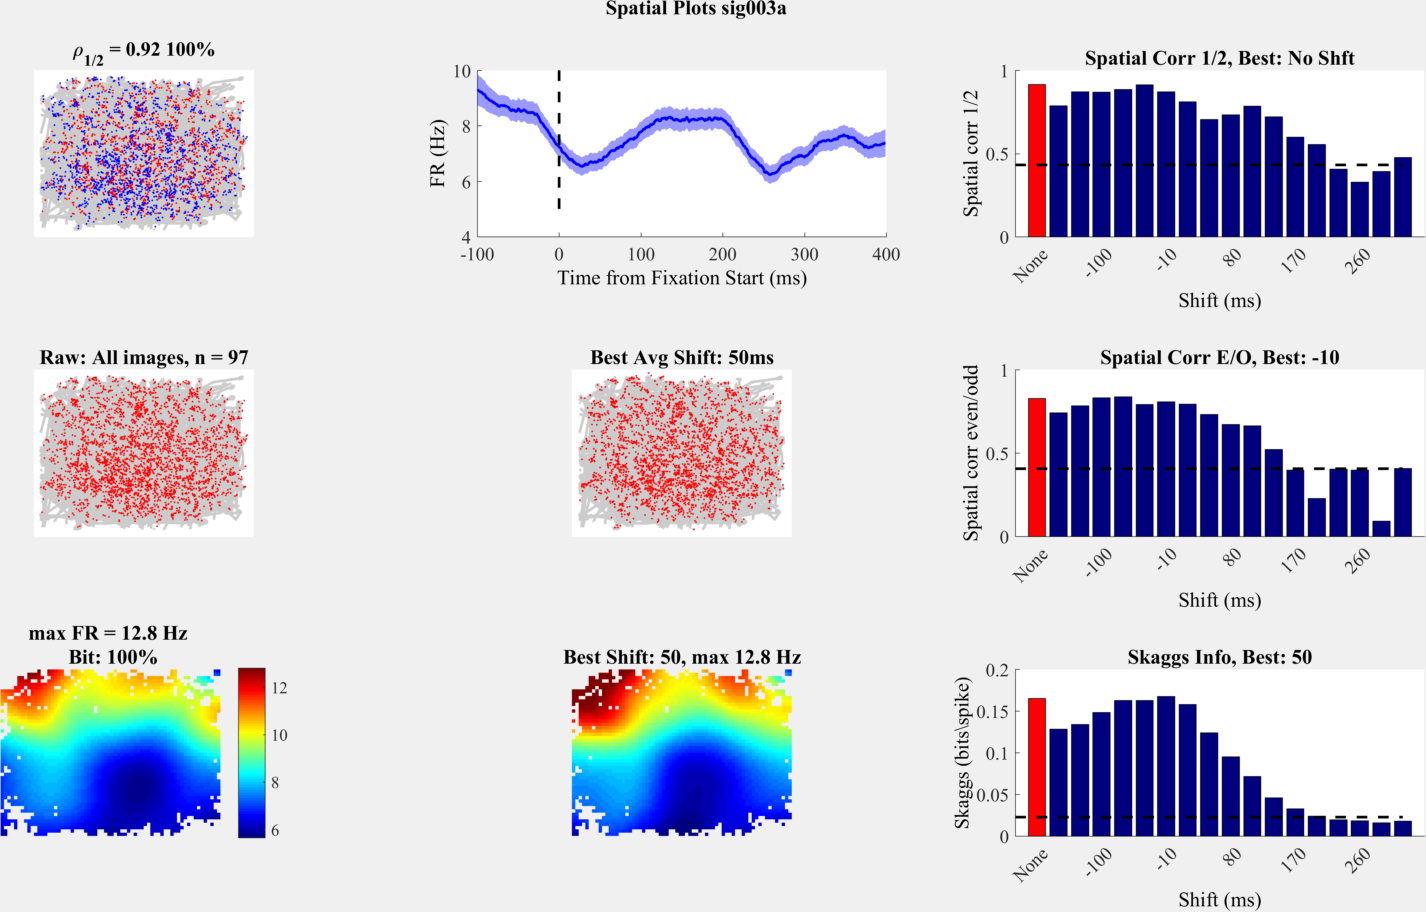 Spatial Plots sig003a
ρ1/2 = 0.92 100%
10
8
6
4
FR (Hz)
-100 0 100 200 300 400
Time from Fixation Start (ms)
Spatial Corr 1/2, Best: No Shft
1
0.5
0
Spatial corr 1/2
None -100 -10 80 170 260
Shift (ms)
Raw: All images, n = 97
Best Avg Shift: 50ms
Spatial Corr E/O, Best: -10
1
0.5
0
Spatial corr even/odd
None -100 -10 80 170 260
Shift (ms)
max FR = 12.8 Hz
Bit: 100%
12
10
8
6
Best Shift: 50, max 12.8 Hz
Skaggs Info, Best: 50
0.2
0.15
0.1
0.05
0
Skaggs (bits\spike)
None -100 -10 80 170 260
Shift (ms)